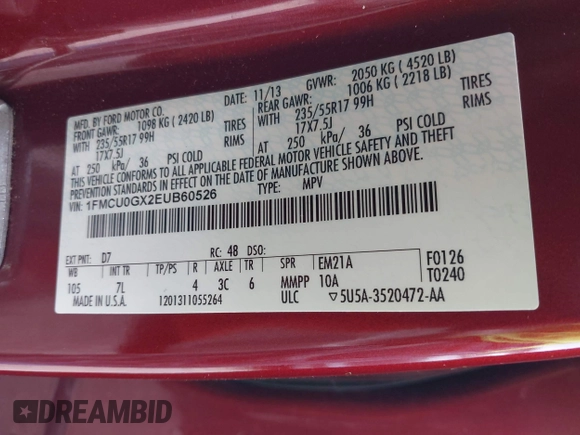 MFD. BY FORD MOTOR CO.
DATE: 11/13 GVWR: 2050 KG ( 4520 LB)
FRONT GAWR: 1098 KG ( 2420 LB) REAR GAWR: 1006 KG ( 2218 LB)
WITH 235/55R17 99H TIRES WITH 235/55R17 99H TIRES
17X7.5J RIMS 17X7.5J RIMS
AT 250 kPa/ 36 PSI COLD AT 250 kPa/ 36 PSI COLD
THIS VEHICLE CONFORMS TO ALL APPLICABLE FEDERAL MOTOR VEHICLE SAFETY AND THEFT
PREVENTION STANDARDS IN EFFECT ON THE DATE OF MANUFACTURE SHOWN ABOVE.
VIN: 1FMCU0GX2EUB60526 TYPE: MPV
EXT PNT: D7 RC: 48 DSO: F0126
WB INT TR TP/PS R AXLE TR SPR EM21A T0240
105 7L 4 3C 6 MMPP 10A
MADE IN U.S.A. 1201311055264 ULC ▽5U5A-3520472-AA
DREAMBID